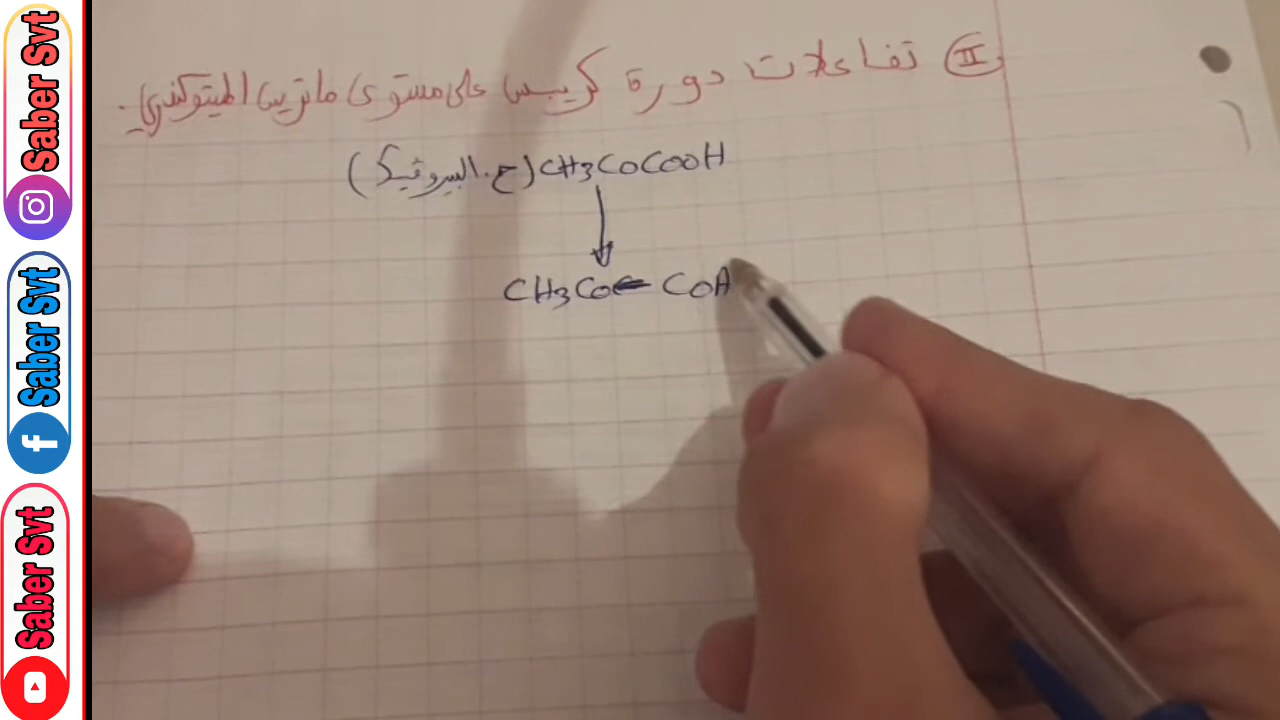 II تفاعلات دورة كريبس على مستوى ماتريس الميتوكندري.
CH3COCOOH (ح. البيروفيك)
CH3CO - COA
Saber Svt
Saber Svt
Saber Svt